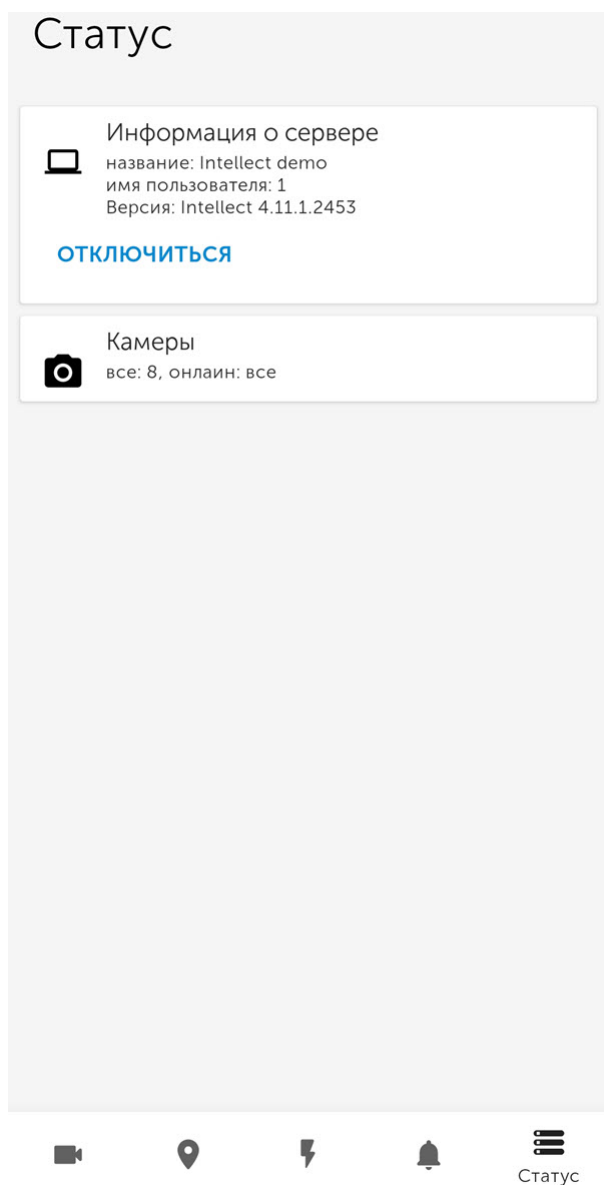 Статус
Информация о сервере
название: Intellect demo
имя пользователя: 1
Версия: Intellect 4.11.1.2453
ОТКЛЮЧИТЬСЯ
Камеры
все: 8, онлаин: все
Статус